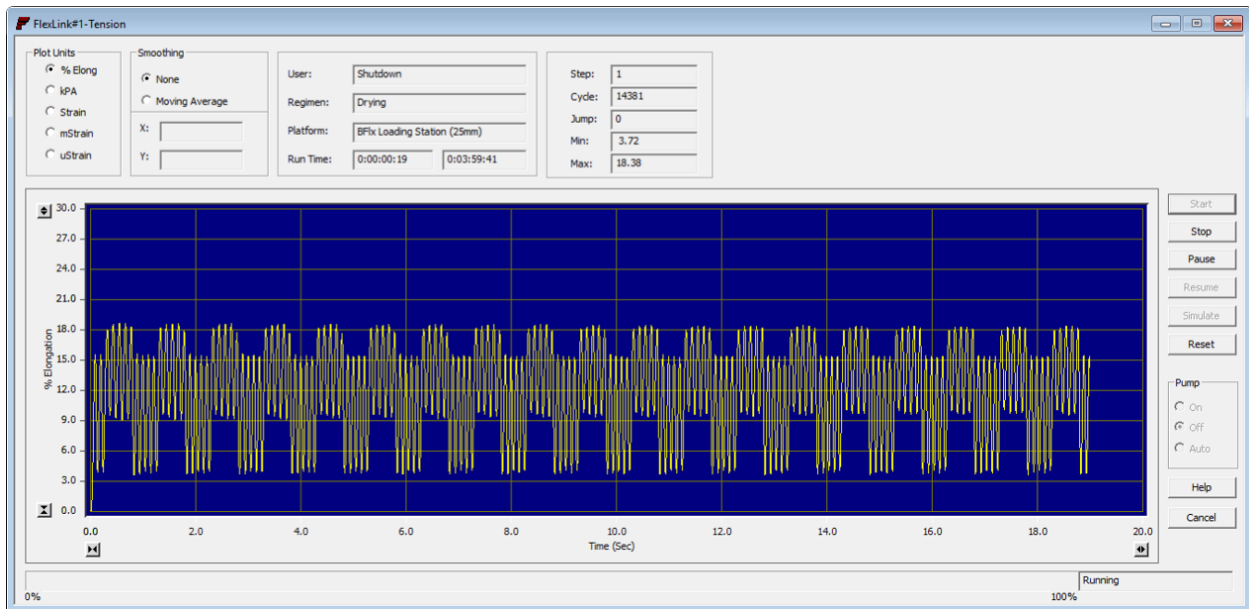 FlexLink#1-Tension
Plot Units
% Elong
kPA
Strain
mStrain
uStrain
Smoothing
None
Moving Average
X:
Y:
User: Shutdown
Regimen: Drying
Platform: BFlx Loading Station (25mm)
Run Time: 0:00:00:19 0:03:59:41
Step: 1
Cycle: 14381
Jump: 0
Min: 3.72
Max: 18.38
30.0
27.0
24.0
21.0
18.0
15.0
12.0
9.0
6.0
3.0
0.0
% Elongation
0.0 2.0 4.0 6.0 8.0 10.0 12.0 14.0 16.0 18.0 20.0
Time (Sec)
Start
Stop
Pause
Resume
Simulate
Reset
Pump
On
Off
Auto
Help
Cancel
Running
0% 100%